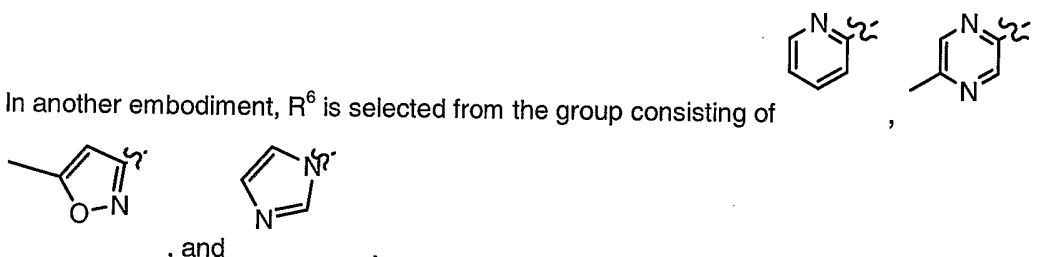 N N
N
In another embodiment, R⁶ is selected from the group consisting of ,
N
O-N N
, and .